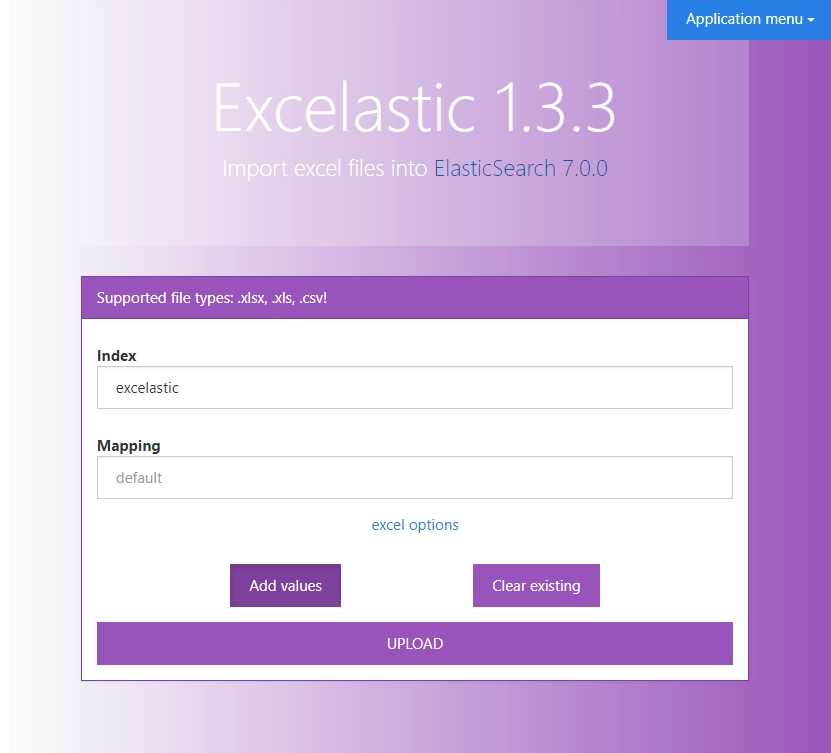 Application menu
Excelastic 1.3.3
Import excel files into ElasticSearch 7.0.0
Supported file types: .xlsx, .xls, .csv!
Index
excelastic
Mapping
default
excel options
Add values
Clear existing
UPLOAD